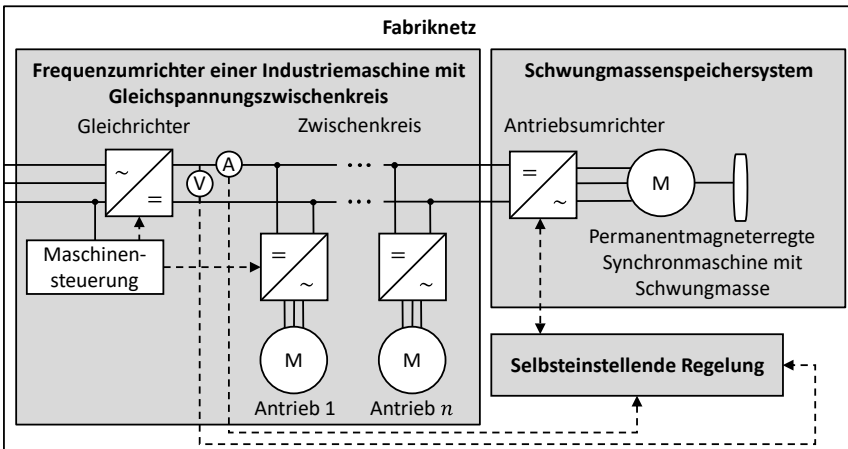 Fabriknetz
Frequenzumrichter einer Industriemaschine mit
Gleichspannungszwischenkreis
Gleichrichter
Zwischenkreis
~
=
A
V
Maschinen-
steuerung
=
~
=
~
M
M
Antrieb 1
Antrieb n
Schwungmassenspeichersystem
Antriebsumrichter
=
~
M
Permanentmagneterregte
Synchronmaschine mit
Schwungmasse
Selbsteinstellende Regelung